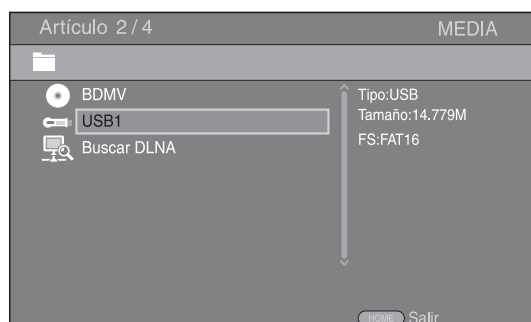 Artículo 2/4 MEDIA
BDMV
USB1
Buscar DLNA
Tipo:USB
Tamaño:14.779M
FS:FAT16
HOME Salir